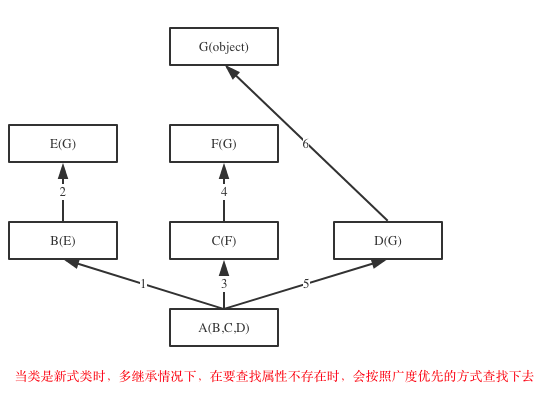 G(object)
6
E(G)
F(G)
2
4
B(E)
C(F)
D(G)
1
3
5
A(B,C,D)
当类是新式类时，多继承情况下，在要查找属性不存在时，会按照广度优先的方式查找下去